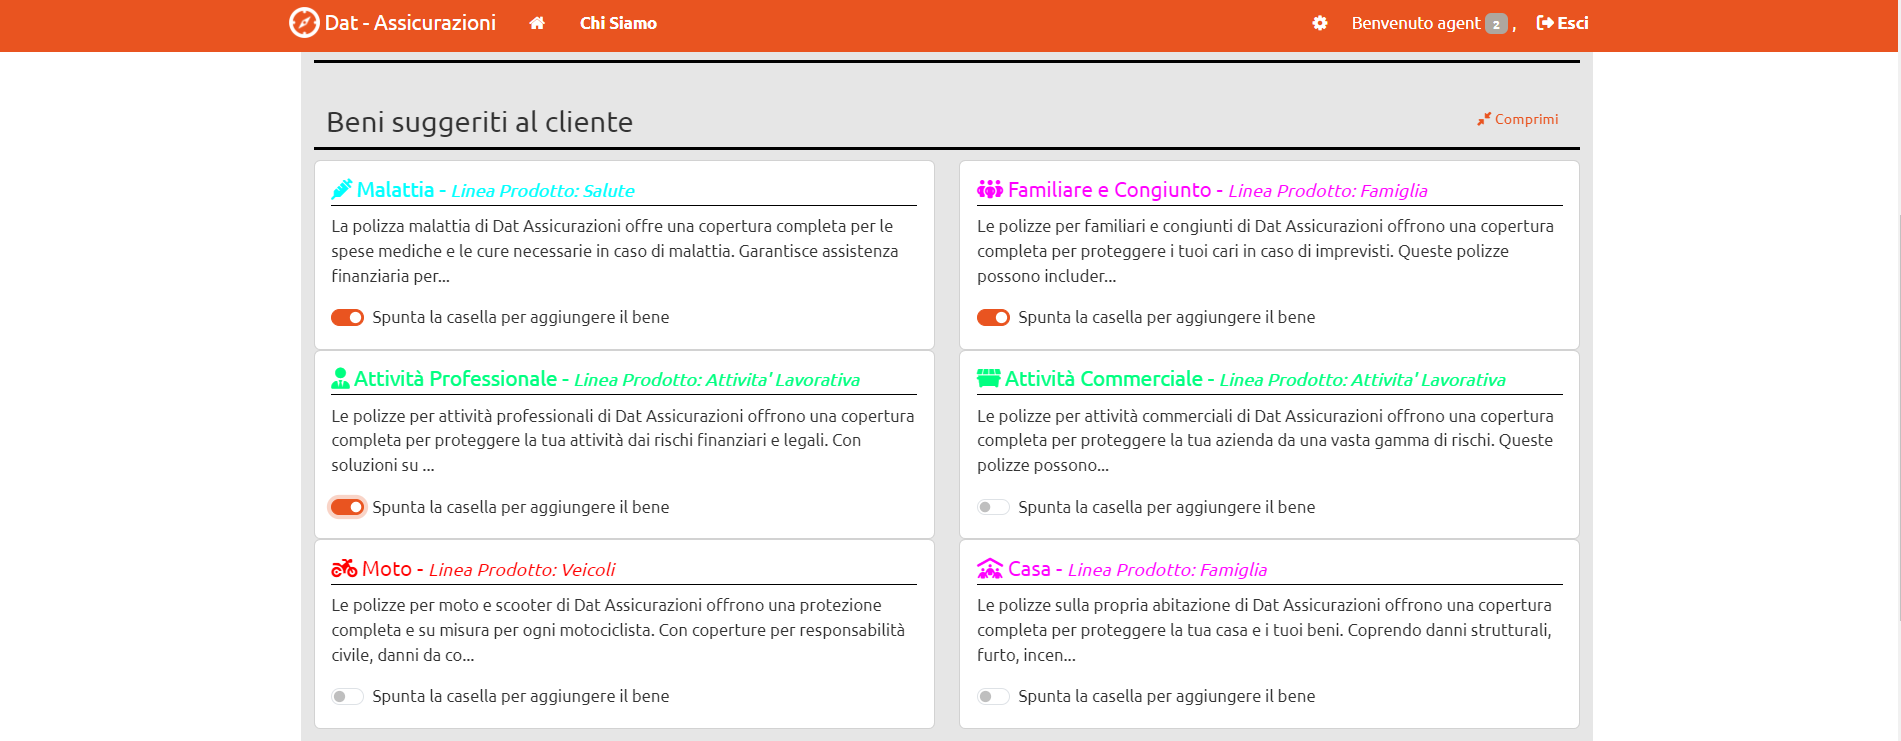 Dat - Assicurazioni
Chi Siamo
Benvenuto agent 2 ,
Esci
Beni suggeriti al cliente
Comprimi
Malattia - Linea Prodotto: Salute
La polizza malattia di Dat Assicurazioni offre una copertura completa per le
spese mediche e le cure necessarie in caso di malattia. Garantisce assistenza
finanziaria per...
Spunta la casella per aggiungere il bene
Familiare e Congiunto - Linea Prodotto: Famiglia
Le polizze per familiari e congiunti di Dat Assicurazioni offrono una copertura
completa per proteggere i tuoi cari in caso di imprevisti. Queste polizze
possono includer...
Spunta la casella per aggiungere il bene
Attività Professionale - Linea Prodotto: Attivita' Lavorativa
Le polizze per attività professionali di Dat Assicurazioni offrono una copertura
completa per proteggere la tua attività dai rischi finanziari e legali. Con
soluzioni su ...
Spunta la casella per aggiungere il bene
Attività Commerciale - Linea Prodotto: Attivita' Lavorativa
Le polizze per attività commerciali di Dat Assicurazioni offrono una copertura
completa per proteggere la tua azienda da una vasta gamma di rischi. Queste
polizze possono...
Spunta la casella per aggiungere il bene
Moto - Linea Prodotto: Veicoli
Le polizze per moto e scooter di Dat Assicurazioni offrono una protezione
completa e su misura per ogni motociclista. Con coperture per responsabilità
civile, danni da co...
Spunta la casella per aggiungere il bene
Casa - Linea Prodotto: Famiglia
Le polizze sulla propria abitazione di Dat Assicurazioni offrono una copertura
completa per proteggere la tua casa e i tuoi beni. Coprendo danni strutturali,
furto, incen...
Spunta la casella per aggiungere il bene